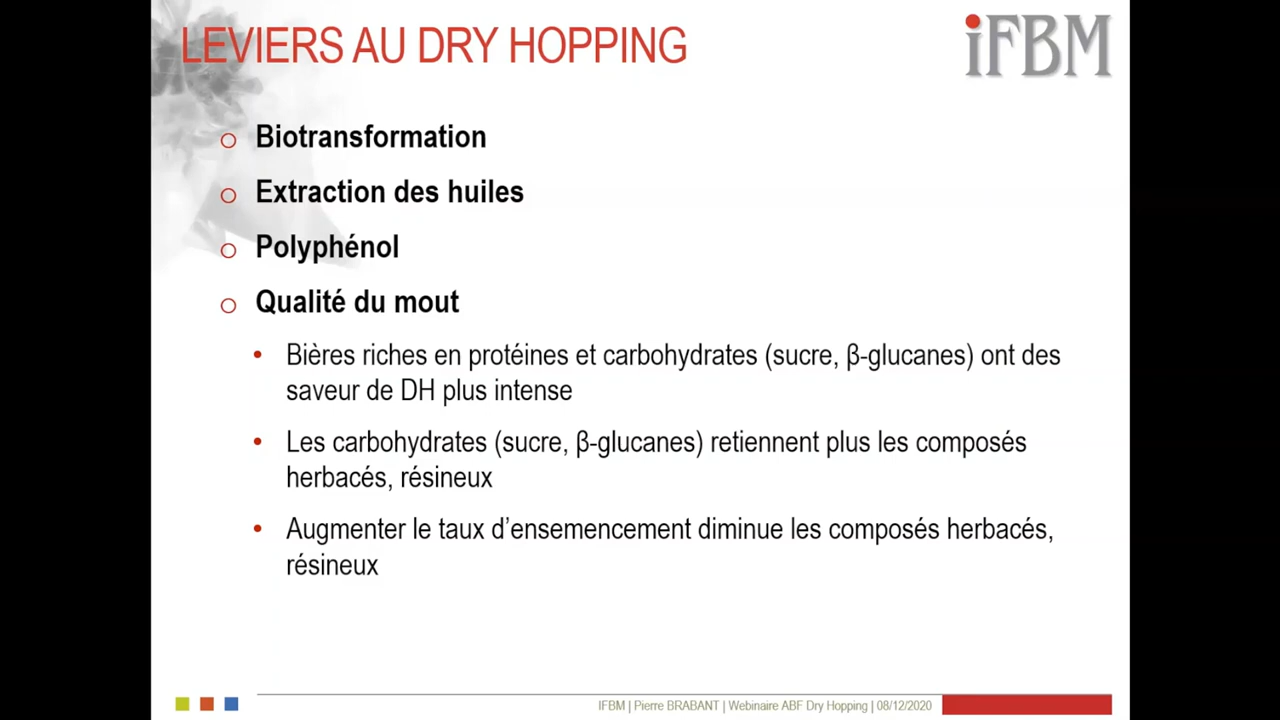 LEVIERS AU DRY HOPPING
iFBM
Biotransformation
Extraction des huiles
Polyphénol
Qualité du mout
Bières riches en protéines et carbohydrates (sucre, β-glucanes) ont des
saveur de DH plus intense
Les carbohydrates (sucre, β-glucanes) retiennent plus les composés
herbacés, résineux
Augmenter le taux d’ensemencement diminue les composés herbacés,
résineux
IFBM | Pierre BRABANT | Webinaire ABF Dry Hopping | 08/12/2020